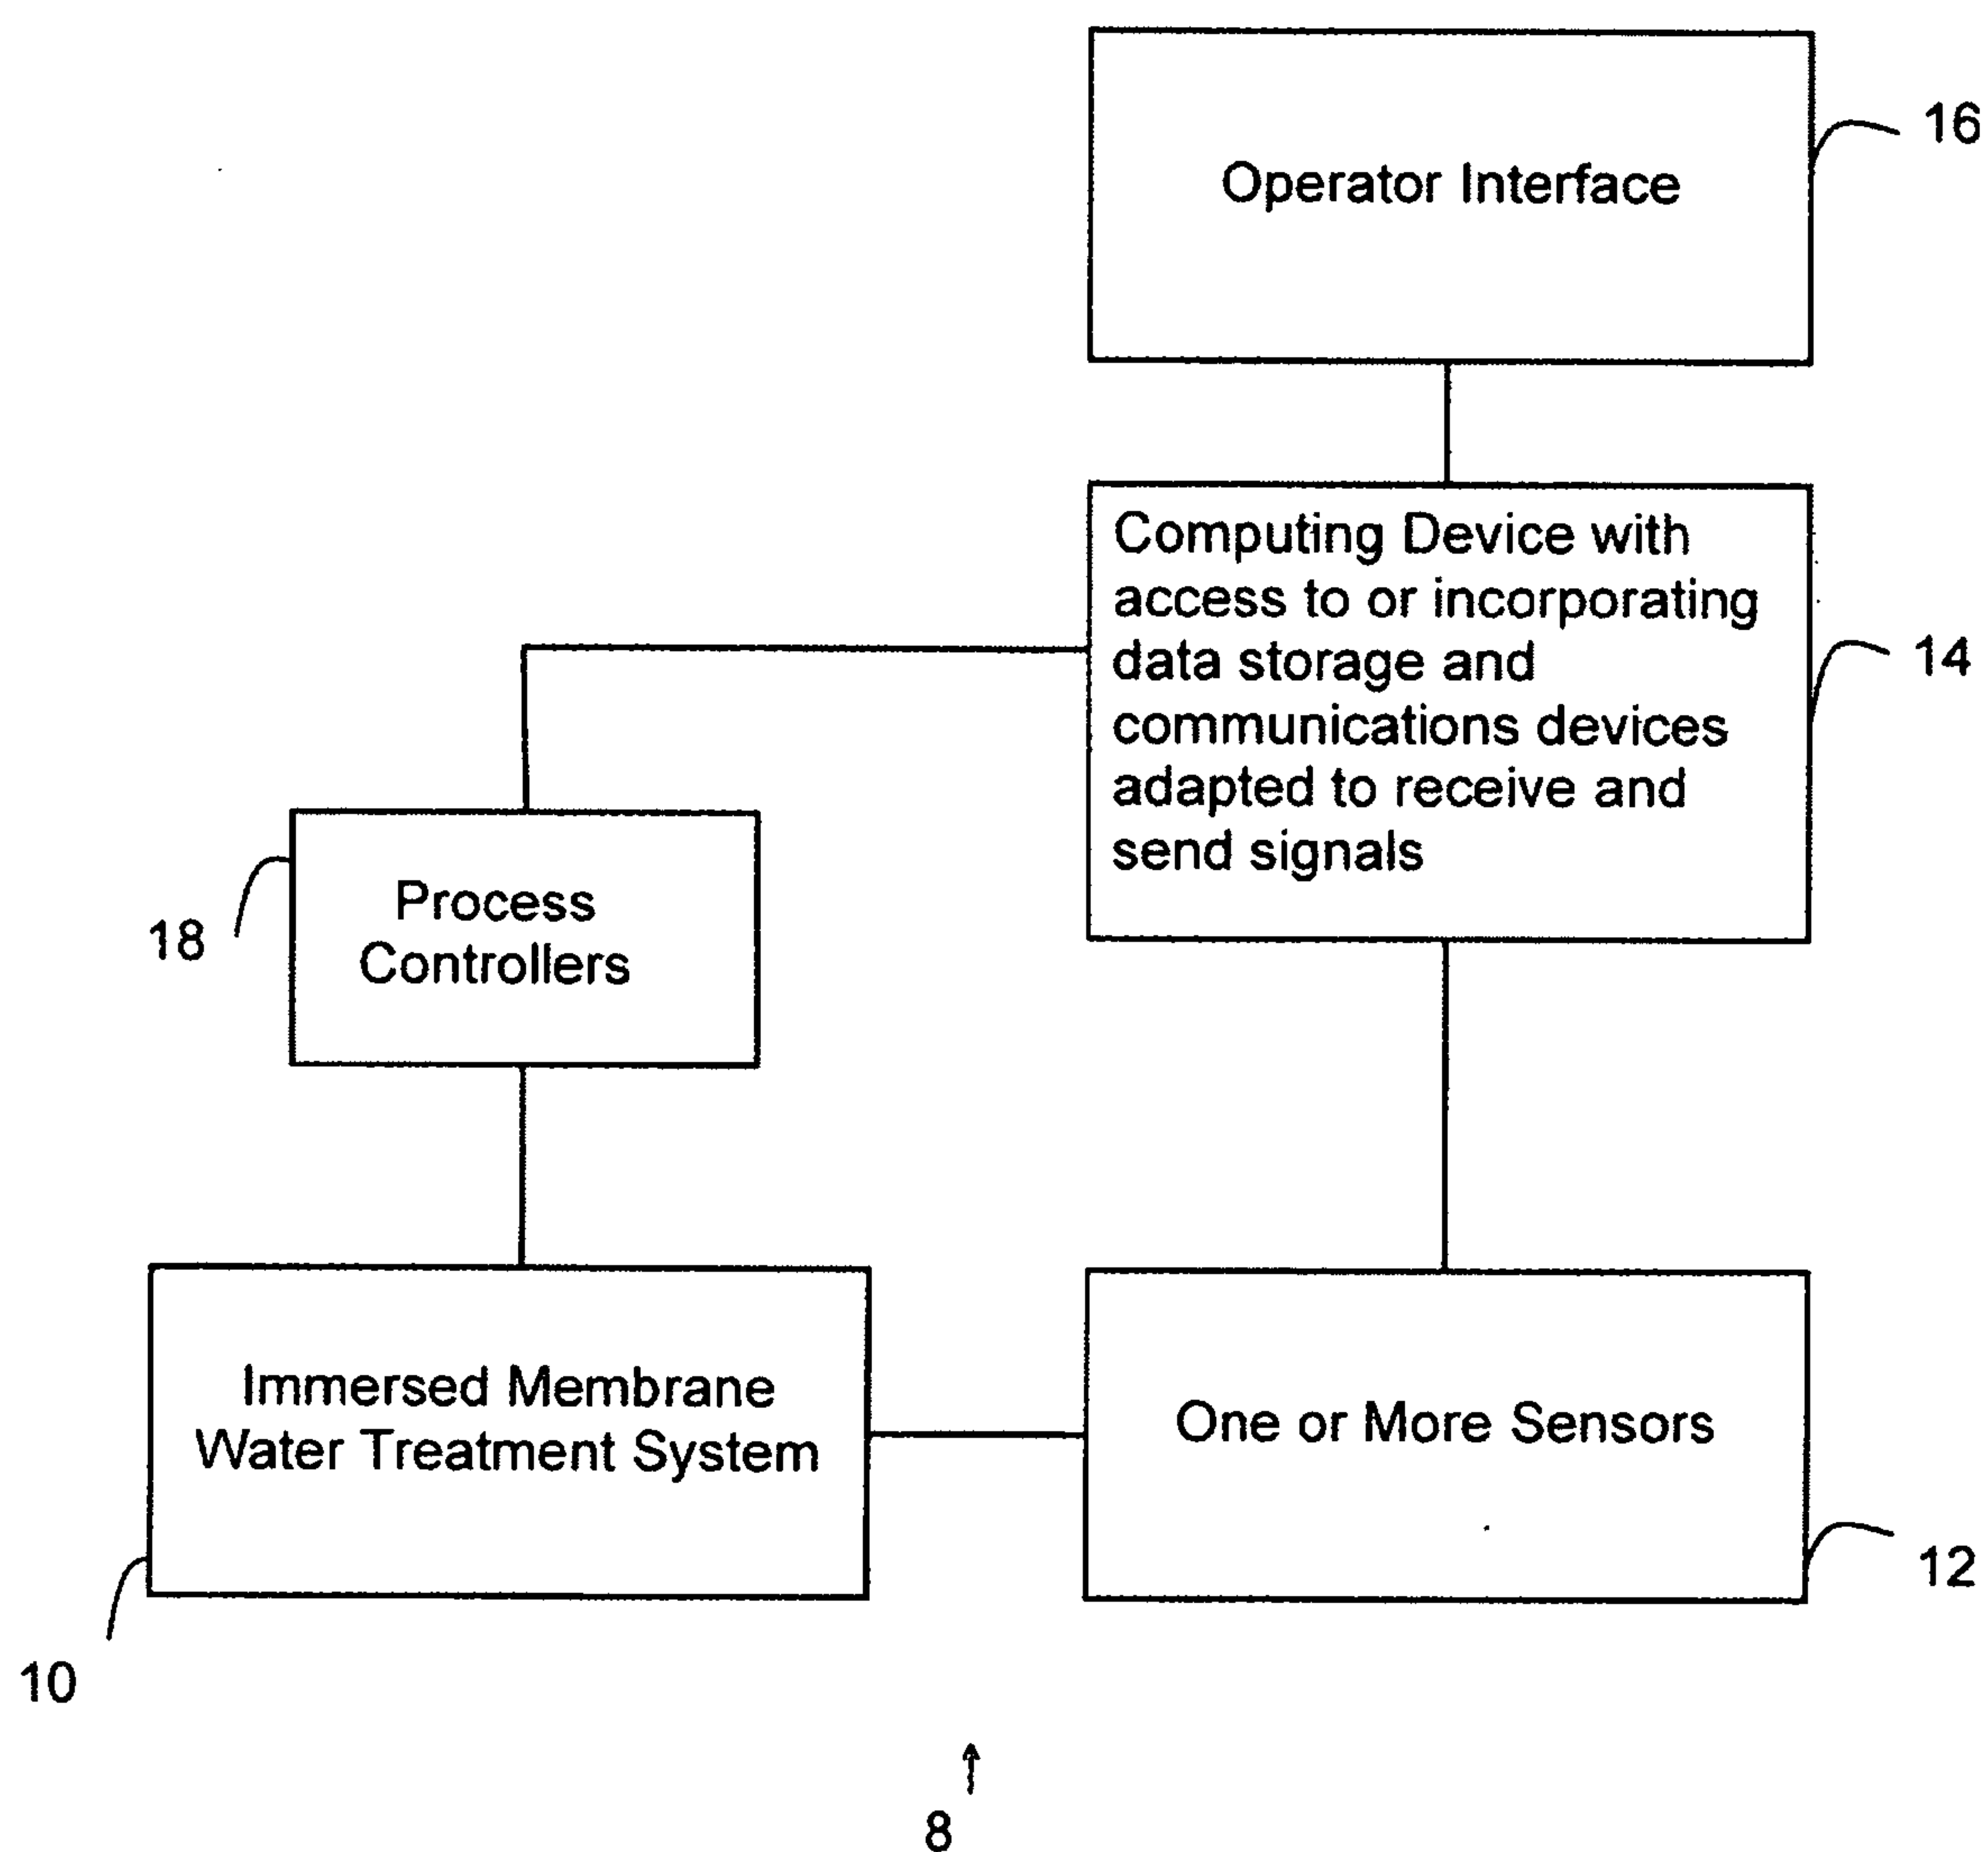 16
Operator Interface
Computing Device with
access to or incorporating
data storage and
communications devices
adapted to receive and
send signals
14
Process
Controllers
18
Immersed Membrane
Water Treatment System
One or More Sensors
12
10
8